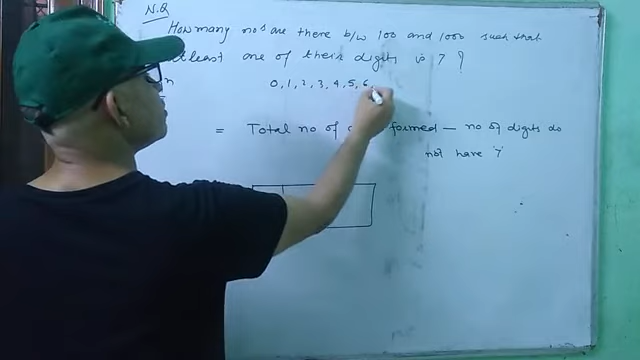 N.Q
How many nos are there b/w 100 and 1000 such that
atleast one of their digits is 7 ?
n 0, 1, 2, 3, 4, 5, 6,
= Total no of formed — no of digits do
not have 7